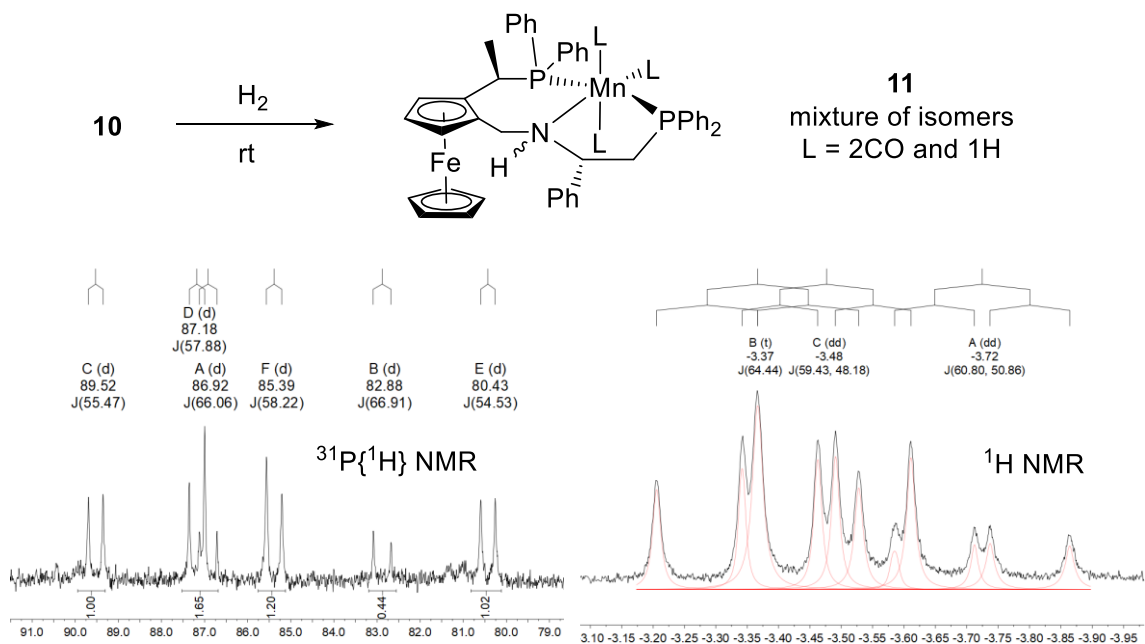 10
H2
rt
Ph
Ph
P
L
L
Mn
L
PPh2
N
H
Ph
Fe
11
mixture of isomers
L = 2CO and 1H
D (d)
87.18
J(57.88)
C (d)
89.52
J(55.47)
A (d)
86.92
J(66.06)
F (d)
85.39
J(58.22)
B (d)
82.88
J(66.91)
E (d)
80.43
J(54.53)
31P{1H} NMR
1.00
1.65
1.20
0.44
1.02
91.0 90.0 89.0 88.0 87.0 86.0 85.0 84.0 83.0 82.0 81.0 80.0 79.0
B (t)
-3.37
J(64.44)
C (dd)
-3.48
J(59.43, 48.18)
A (dd)
-3.72
J(60.80, 50.86)
1H NMR
3.10 -3.15 -3.20 -3.25 -3.30 -3.35 -3.40 -3.45 -3.50 -3.55 -3.60 -3.65 -3.70 -3.75 -3.80 -3.85 -3.90